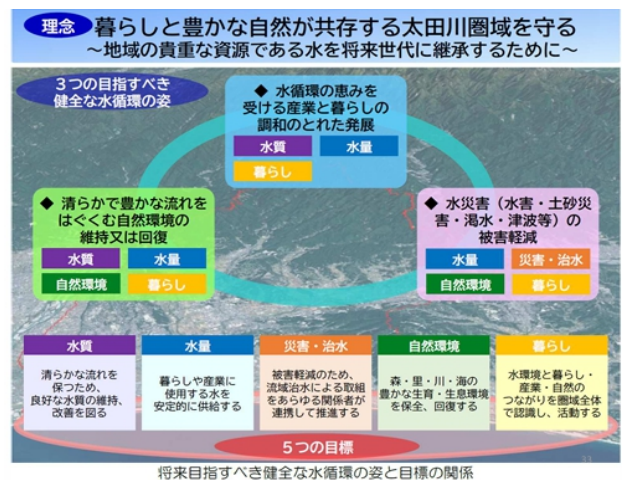 理念
暮らしと豊かな自然が共存する太田川圏域を守る
～地域の貴重な資源である水を将来世代に継承するために～
３つの目指すべき
健全な水循環の姿
◆ 水循環の恵みを
受ける産業と暮らしの
調和のとれた発展
水質
水量
暮らし
◆ 清らかで豊かな流れを
はぐくむ自然環境の
維持又は回復
水質
水量
自然環境
暮らし
◆ 水災害（水害・土砂災
害・渇水・津波等）の
被害軽減
水量
災害・治水
自然環境
暮らし
水質
清らかな流れを
保つため、
良好な水質の維持、
改善を図る
水量
暮らしや産業に
使用する水を
安定的に供給する
災害・治水
被害軽減のため、
流域治水による取組
をあらゆる関係者が
連携して推進する
自然環境
森・里・川・海の
豊かな生育・生息環境
を保全、回復する
暮らし
水環境と暮らし・
産業・自然の
つながりを圏域全体
で認識し、活動する
５つの目標
33
将来目指すべき健全な水循環の姿と目標の関係